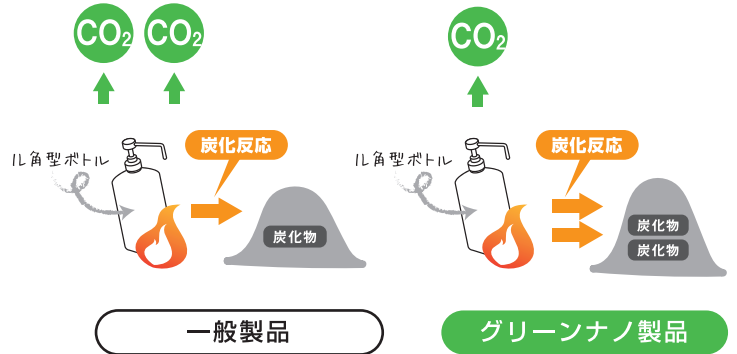 CO₂ CO₂
炭化反応
ル角型ボトル
炭化物
一般製品
CO₂
炭化反応
ル角型ボトル
炭化物
炭化物
グリーンナノ製品